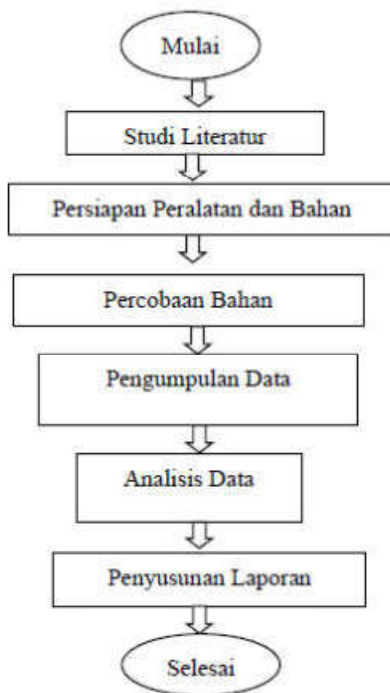 Mulai
Studi Literatur
Persiapan Peralatan dan Bahan
Percobaan Bahan
Pengumpulan Data
Analisis Data
Penyusunan Laporan
Selesai